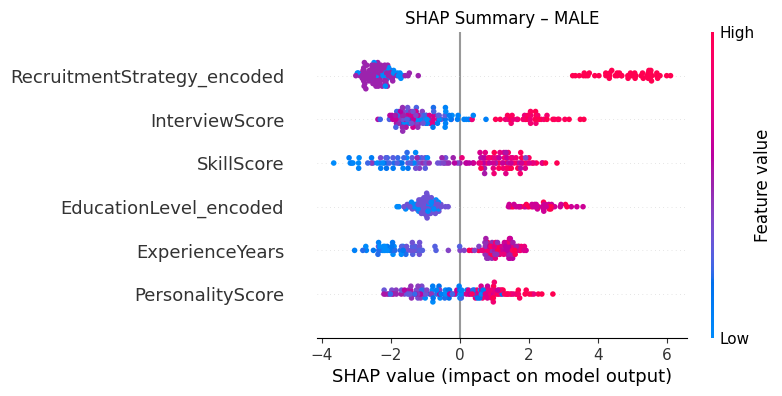 SHAP Summary – MALE
High
RecruitmentStrategy_encoded
InterviewScore
SkillScore
EducationLevel_encoded
ExperienceYears
PersonalityScore
Feature value
Low
−4 −2 0 2 4 6
SHAP value (impact on model output)